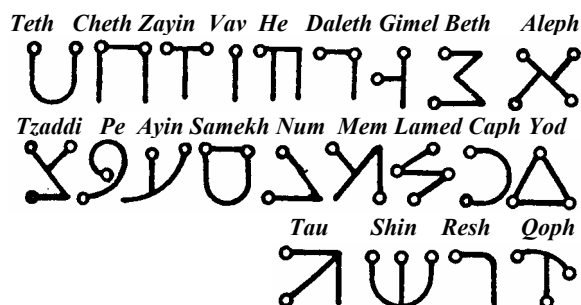 Teth Cheth Zayin Vav He Daleth Gimel Beth Aleph
Tzaddi Pe Ayin Samekh Num Mem Lamed Caph Yod
Tau Shin Resh Qoph